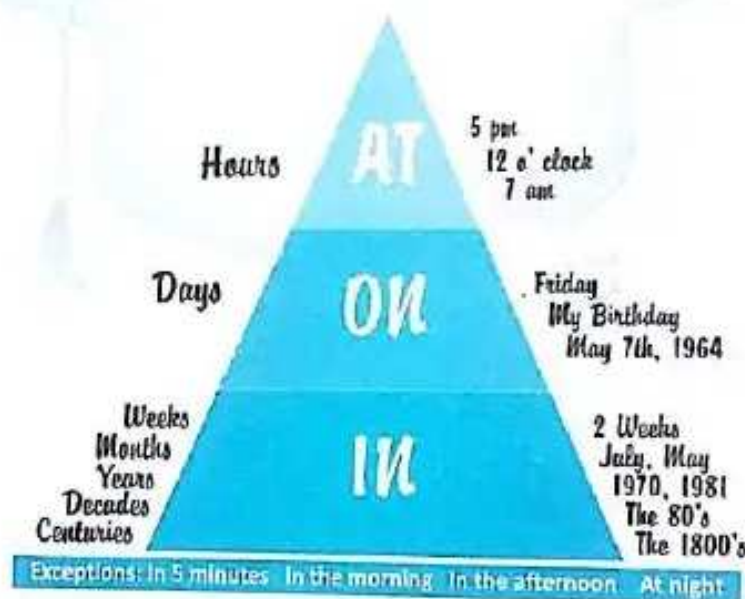 Hours
AT
5 pm
12 o' clock
7 am
Days
ON
Friday
My Birthday
May 7th, 1964
Weeks
Months
Years
Decades
Centuries
IN
2 Weeks
July, May
1970, 1981
The 80's
The 1800's
Exceptions: In 5 minutes In the morning In the afternoon At night